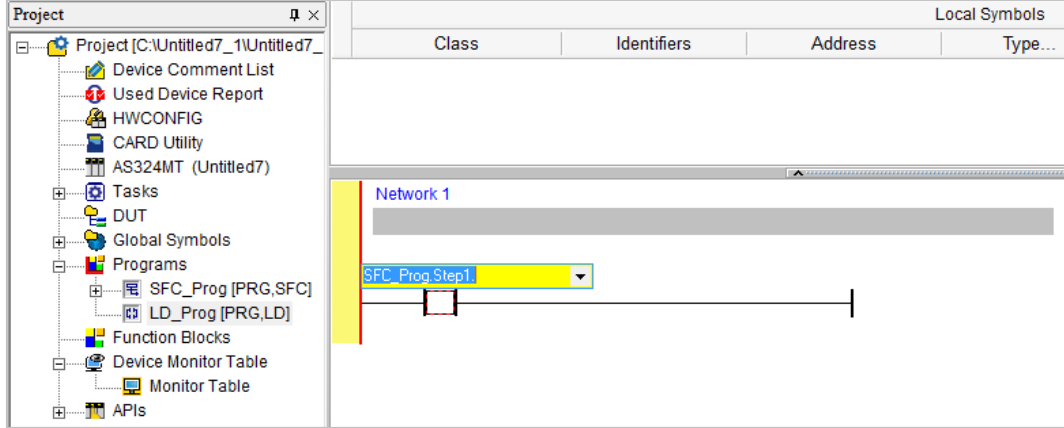 Project
Project [C:\Untitled7_1\Untitled7_
Device Comment List
Used Device Report
HWCONFIG
CARD Utility
AS324MT (Untitled7)
Tasks
DUT
Global Symbols
Programs
SFC_Prog [PRG,SFC]
LD_Prog [PRG,LD]
Function Blocks
Device Monitor Table
Monitor Table
APIs
Local Symbols
Class Identifiers Address Type...
Network 1
SFC_Prog.Step1.